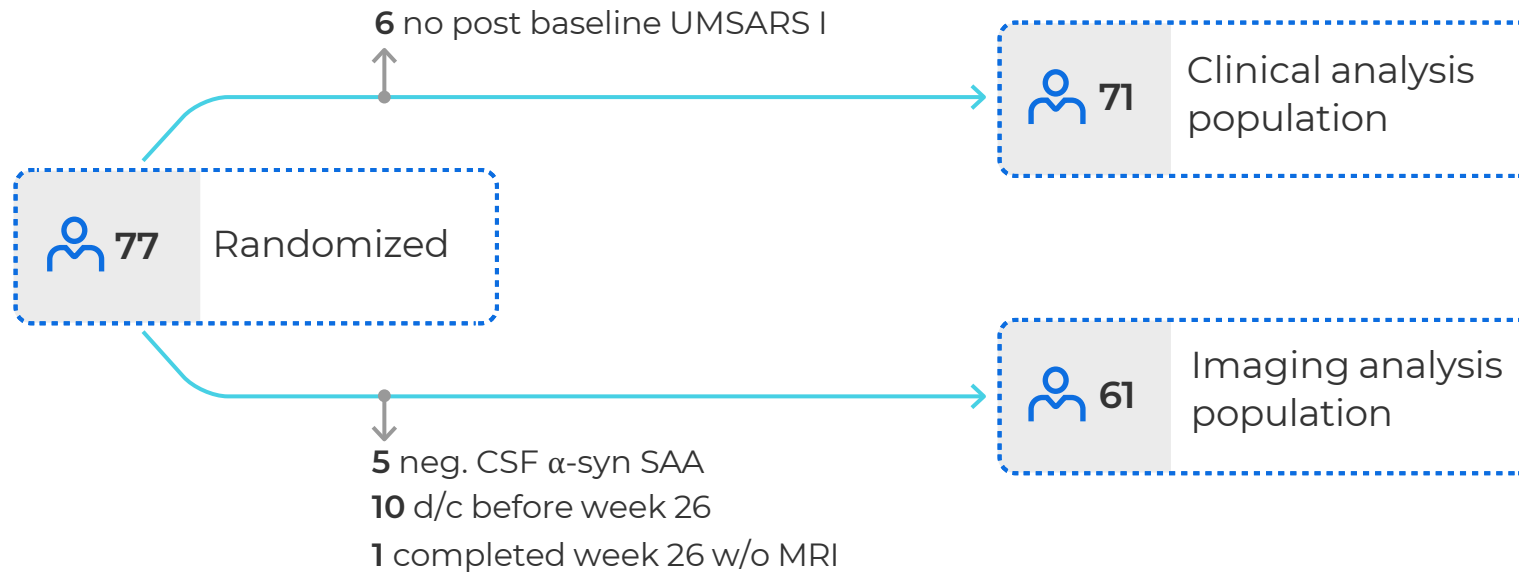 6 no post baseline UMSARS I
71
Clinical analysis
population
77 Randomized
61
Imaging analysis
population
5 neg. CSF α-syn SAA
10 d/c before week 26
1 completed week 26 w/o MRI